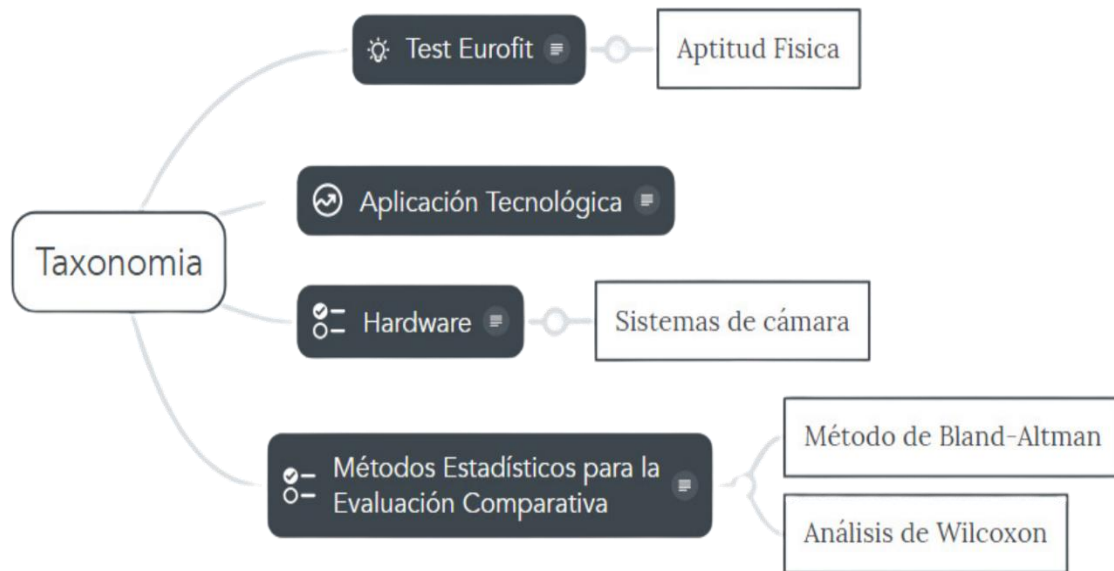 Test Eurofit
Aptitud Fisica
Aplicación Tecnológica
Taxonomia
Hardware
Sistemas de cámara
Métodos Estadísticos para la
Evaluación Comparativa
Método de Bland-Altman
Análisis de Wilcoxon